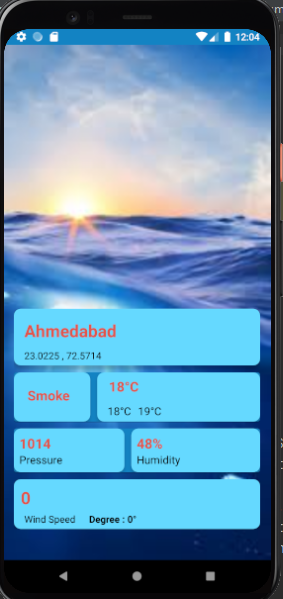 12:04
Ahmedabad
23.0225 , 72.5714
Smoke
18°C
18°C 19°C
1014
Pressure
48%
Humidity
0
Wind Speed Degree : 0°